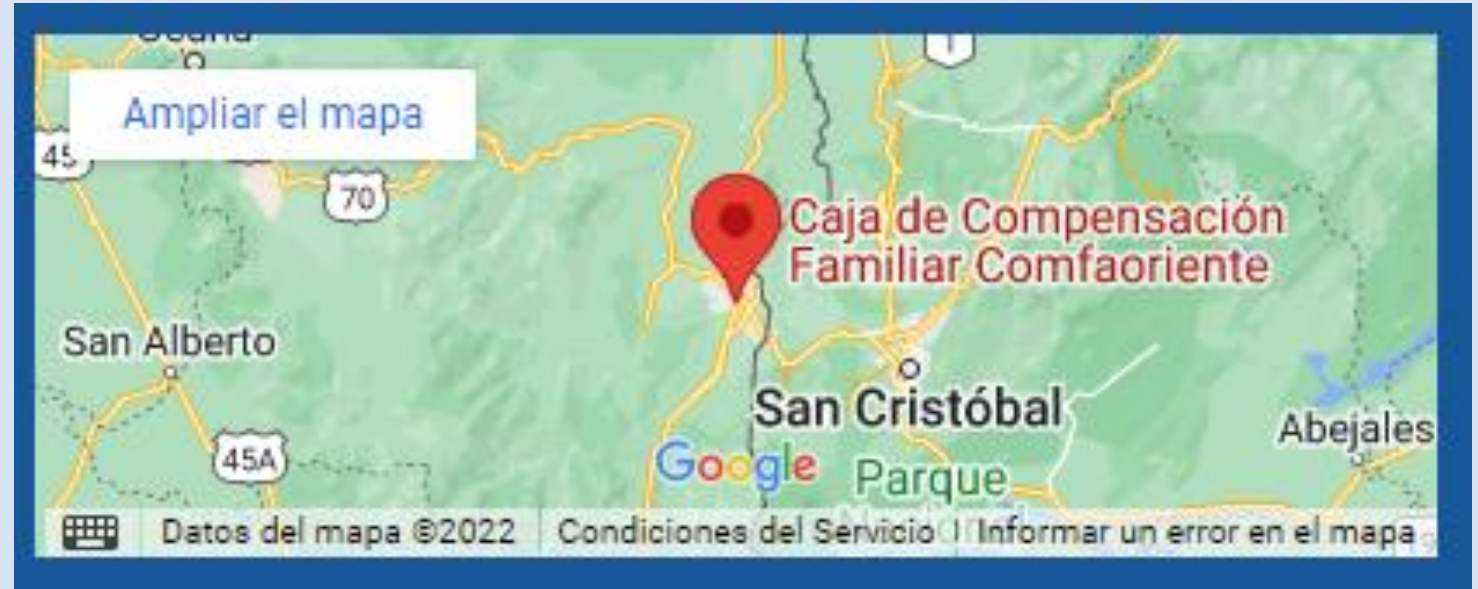 Ampliar el mapa
1
45
70
Caja de Compensación
Familiar Comfaoriente
San Alberto
San Cristóbal
Abejales
45A
Google
Parque
Datos del mapa ©2022
Condiciones del Servicio
Informar un error en el mapa